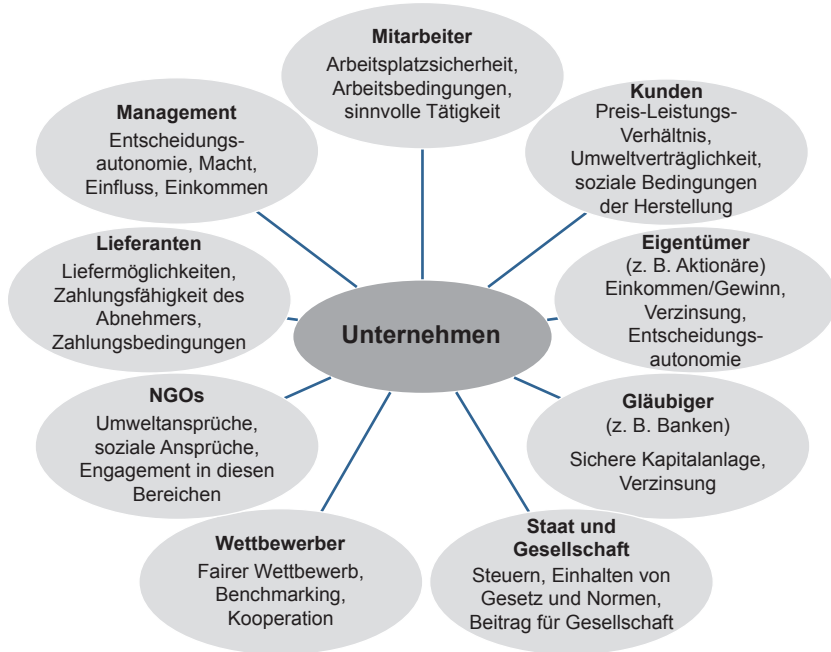 Mitarbeiter
Arbeitsplatzsicherheit,
Arbeitsbedingungen,
sinnvolle Tätigkeit
Kunden
Preis-Leistungs-
Verhältnis,
Umweltverträglichkeit,
soziale Bedingungen
der Herstellung
Management
Entscheidungs-
autonomie, Macht,
Einfluss, Einkommen
Lieferanten
Liefermöglichkeiten,
Zahlungsfähigkeit des
Abnehmers,
Zahlungsbedingungen
Unternehmen
Eigentümer
(z. B. Aktionäre)
Einkommen/Gewinn,
Verzinsung,
Entscheidungs-
autonomie
NGOs
Umweltansprüche,
soziale Ansprüche,
Engagement in diesen
Bereichen
Gläubiger
(z. B. Banken)
Sichere Kapitalanlage,
Verzinsung
Wettbewerber
Fairer Wettbewerb,
Benchmarking,
Kooperation
Staat und
Gesellschaft
Steuern, Einhalten von
Gesetz und Normen,
Beitrag für Gesellschaft